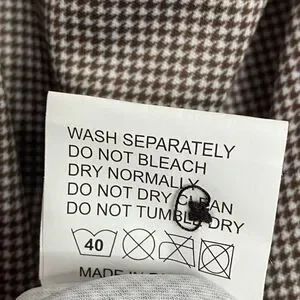 WASH SEPARATELY
DO NOT BLEACH
DRY NORMALLY
DO NOT DRY CLEAN
DO NOT TUMBLE DRY
40
MADE IN